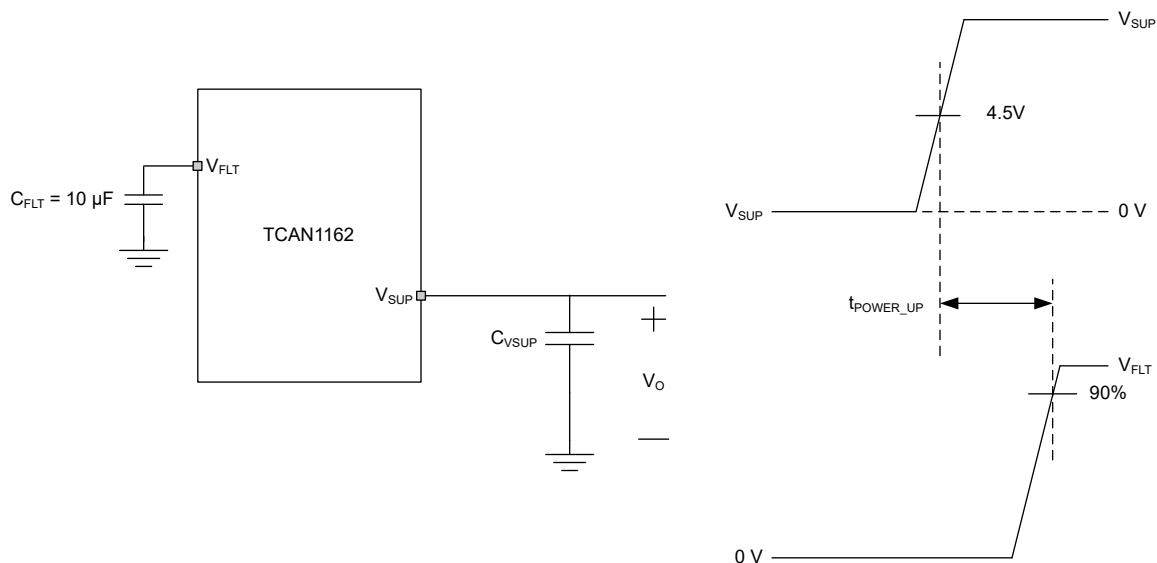 V_FLT
C_FLT = 10 µF
TCAN1162
V_SUP
C_VSUP
V_O
V_SUP
4.5V
V_SUP
0 V
t_POWER_UP
V_FLT
90%
0 V